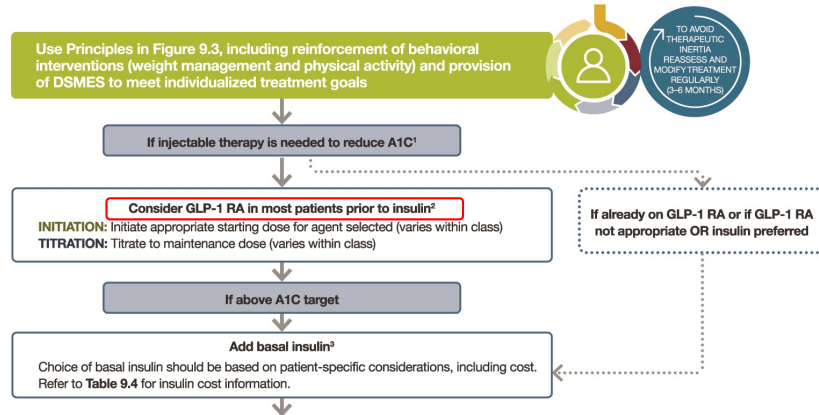 Use Principles in Figure 9.3, including reinforcement of behavioral
interventions (weight management and physical activity) and provision
of DSMES to meet individualized treatment goals
TO AVOID
THERAPEUTIC
INERTIA
REASSESS AND
MODIFY TREATMENT
REGULARLY
(3–6 MONTHS)
If injectable therapy is needed to reduce A1C¹
Consider GLP-1 RA in most patients prior to insulin²
INITIATION: Initiate appropriate starting dose for agent selected (varies within class)
TITRATION: Titrate to maintenance dose (varies within class)
If already on GLP-1 RA or if GLP-1 RA
not appropriate OR insulin preferred
If above A1C target
Add basal insulin³
Choice of basal insulin should be based on patient-specific considerations, including cost.
Refer to Table 9.4 for insulin cost information.